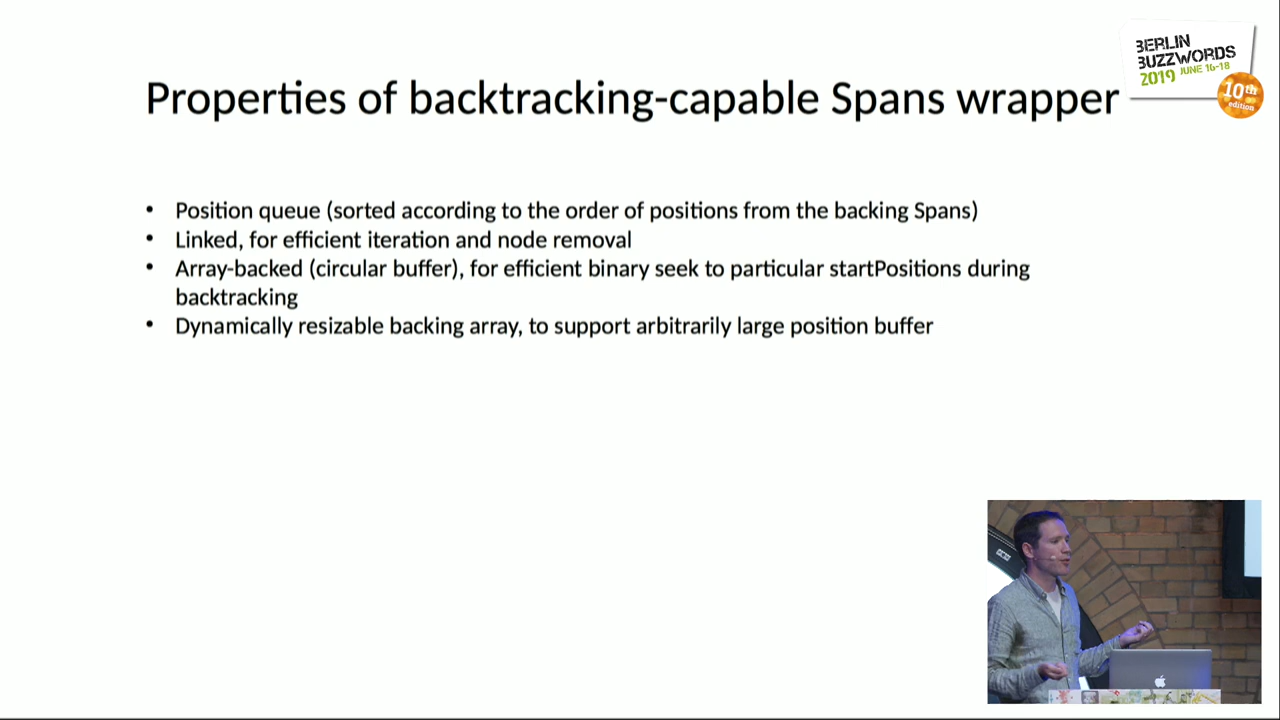 Properties of backtracking-capable Spans wrapper
BERLIN
BUZZWORDS
2019 JUNE 16-18
10th
edition
• Position queue (sorted according to the order of positions from the backing Spans)
• Linked, for efficient iteration and node removal
• Array-backed (circular buffer), for efficient binary seek to particular startPositions during
backtracking
• Dynamically resizable backing array, to support arbitrarily large position buffer